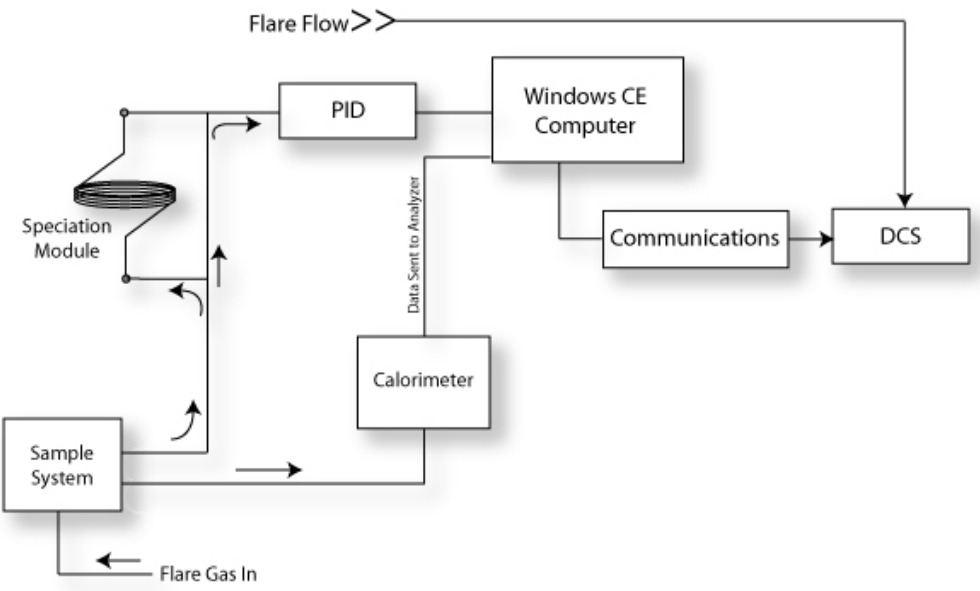 Flare Flow>>
PID
Windows CE
Computer
Speciation
Module
Data Sent to Analyzer
Communications
DCS
Calorimeter
Sample
System
Flare Gas In